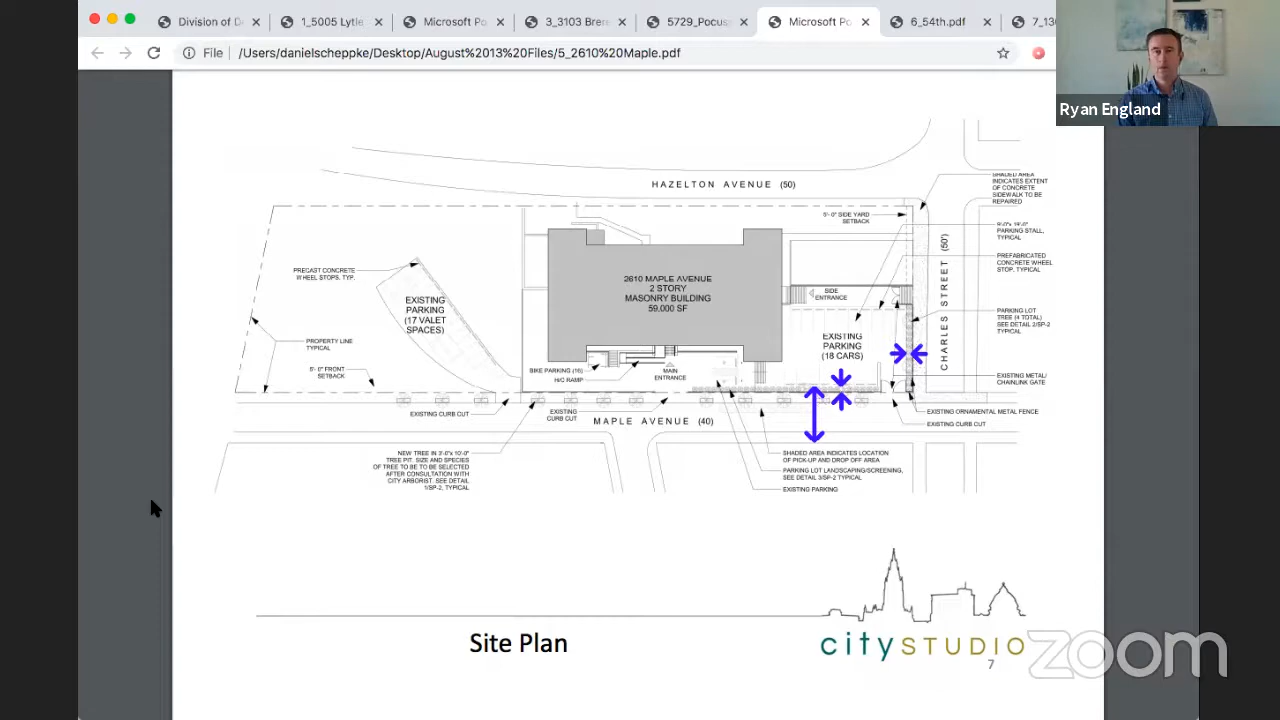 Division of D
1_5005 Lytle
Microsoft Po
3_3103 Brere
5729_Pocus
Microsoft Po
6_54th.pdf
File
/Users/danielscheppke/Desktop/August%2013%20Files/5_2610%20Maple.pdf
Ryan England
HAZELTON AVENUE (50)
SHADED AREA
INDICATES EXTENT
OF CONCRETE
SIDEWALK TO BE
REPAIRED
5'- 0" SIDE YARD
SETBACK
PARKING STALL,
TYPICAL
PREFABRICATED
CONCRETE WHEEL
STOP. TYPICAL
CHARLES STREET (50')
PRECAST CONCRETE
WHEEL STOPS. TYP.
EXISTING
PARKING
(17 VALET
SPACES)
2610 MAPLE AVENUE
2 STORY
MASONRY BUILDING
59,000 SF
SIDE
ENTRANCE
PARKING LOT
TREE (4 TOTAL)
SEE DETAIL 2/SP-2
TYPICAL
PROPERTY LINE
TYPICAL
EXISTING
PARKING
(18 CARS)
5'- 0" FRONT
SETBACK
BIKE PARKING (16)
H/C RAMP
MAIN
ENTRANCE
EXISTING METAL/
CHAINLINK GATE
EXISTING CURB CUT
EXISTING
CURB CUT
MAPLE AVENUE (40)
EXISTING ORNAMENTAL METAL FENCE
EXISTING CURB CUT
NEW TREE IN 3'-0"x 10'-0"
TREE PIT. SIZE AND SPECIES
OF TREE TO BE TO BE SELECTED
AFTER CONSULTATION WITH
CITY ARBORIST. SEE DETAIL
1/SP-2, TYPICAL
SHADED AREA INDICATES LOCATION
OF PICK-UP AND DROP OFF AREA
PARKING LOT LANDSCAPING/SCREENING,
SEE DETAIL 3/SP-2 TYPICAL
EXISTING PARKING
Site Plan
citySTUDIO
7
zoom